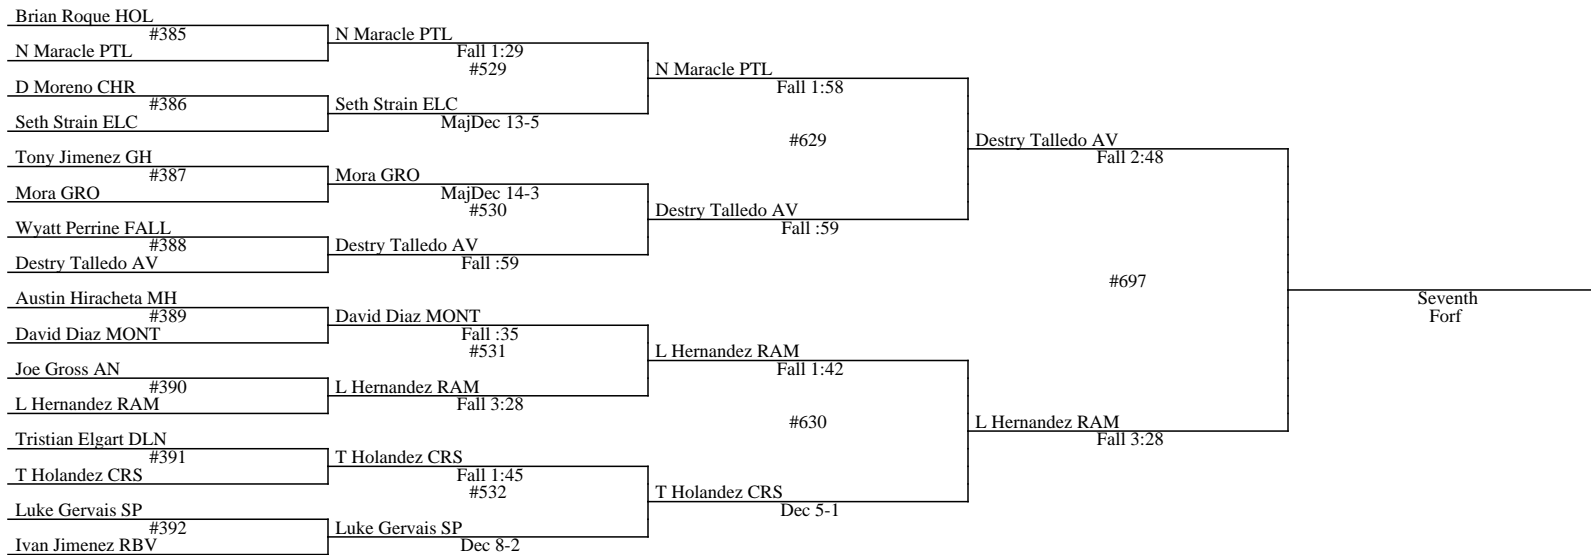 Brian Roque HOL
#385
N Maracle PTL
D Moreno CHR
#386
Seth Strain ELC
Tony Jimenez GH
#387
Mora GRO
Wyatt Perrine FALL
#388
Destry Talledo AV
Austin Hiracheta MH
#389
David Diaz MONT
Joe Gross AN
#390
L Hernandez RAM
Tristian Elgart DLN
#391
T Holandez CRS
Luke Gervais SP
#392
Ivan Jimenez RBV
N Maracle PTL
Fall 1:29
#529
Seth Strain ELC
MajDec 13-5
Mora GRO
MajDec 14-3
#530
Destry Talledo AV
Fall :59
David Diaz MONT
Fall :35
#531
L Hernandez RAM
Fall 3:28
T Holandez CRS
Fall 1:45
#532
Luke Gervais SP
Dec 8-2
N Maracle PTL
Fall 1:58
#629
Destry Talledo AV
Fall :59
L Hernandez RAM
Fall 1:42
#630
T Holandez CRS
Dec 5-1
Destry Talledo AV
Fall 2:48
#697
L Hernandez RAM
Fall 3:28
Seventh
Forf